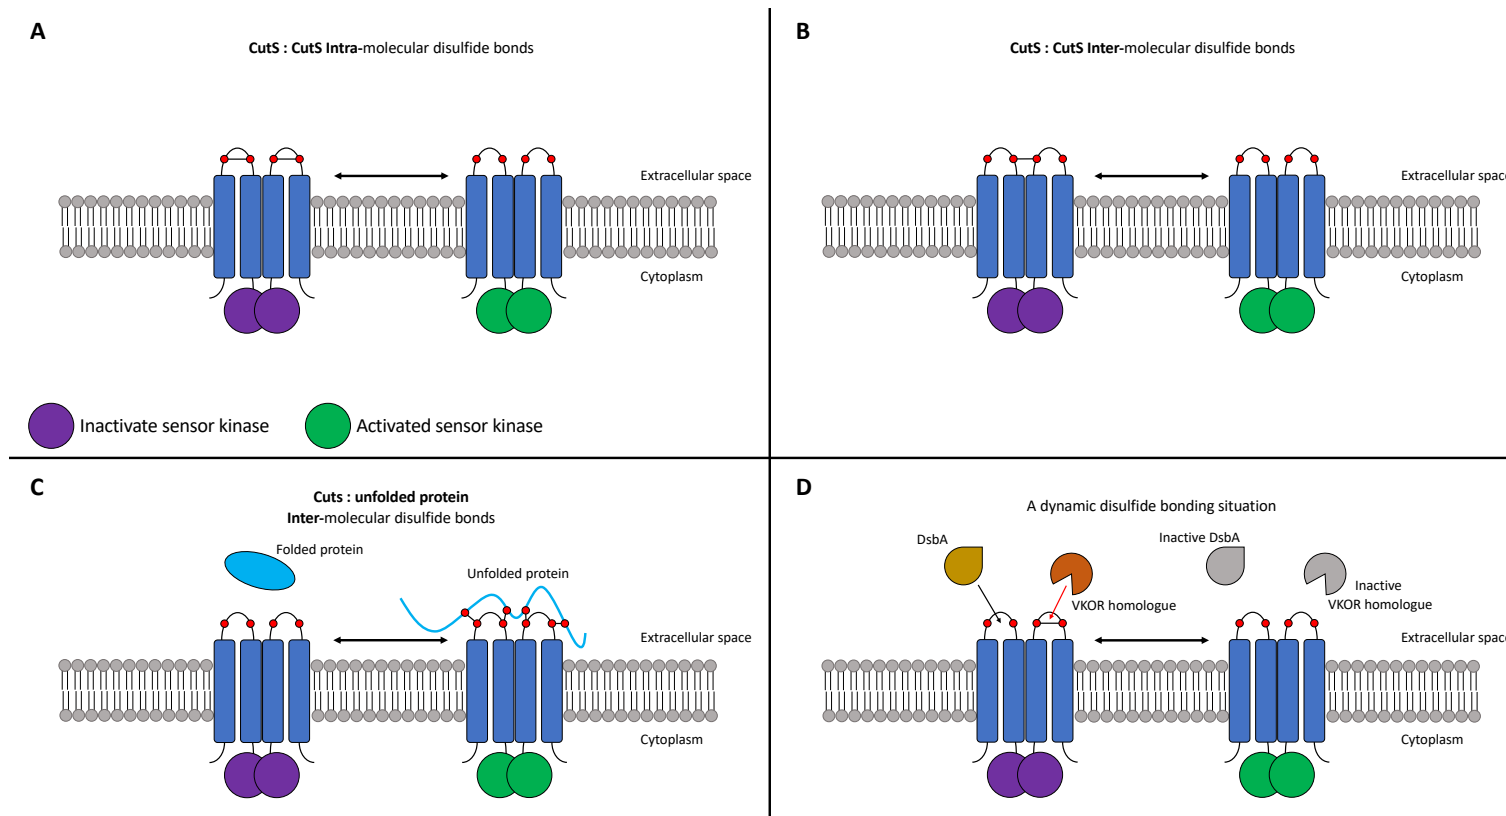 A
CutS : CutS Intra-molecular disulfide bonds
Extracellular space
Cytoplasm
Inactivate sensor kinase
Activated sensor kinase
B
CutS : CutS Inter-molecular disulfide bonds
Extracellular space
Cytoplasm
C
Cuts : unfolded protein
Inter-molecular disulfide bonds
Folded protein
Unfolded protein
Extracellular space
Cytoplasm
D
A dynamic disulfide bonding situation
DsbA
VKOR homologue
Inactive DsbA
Inactive
VKOR homologue
Extracellular space
Cytoplasm